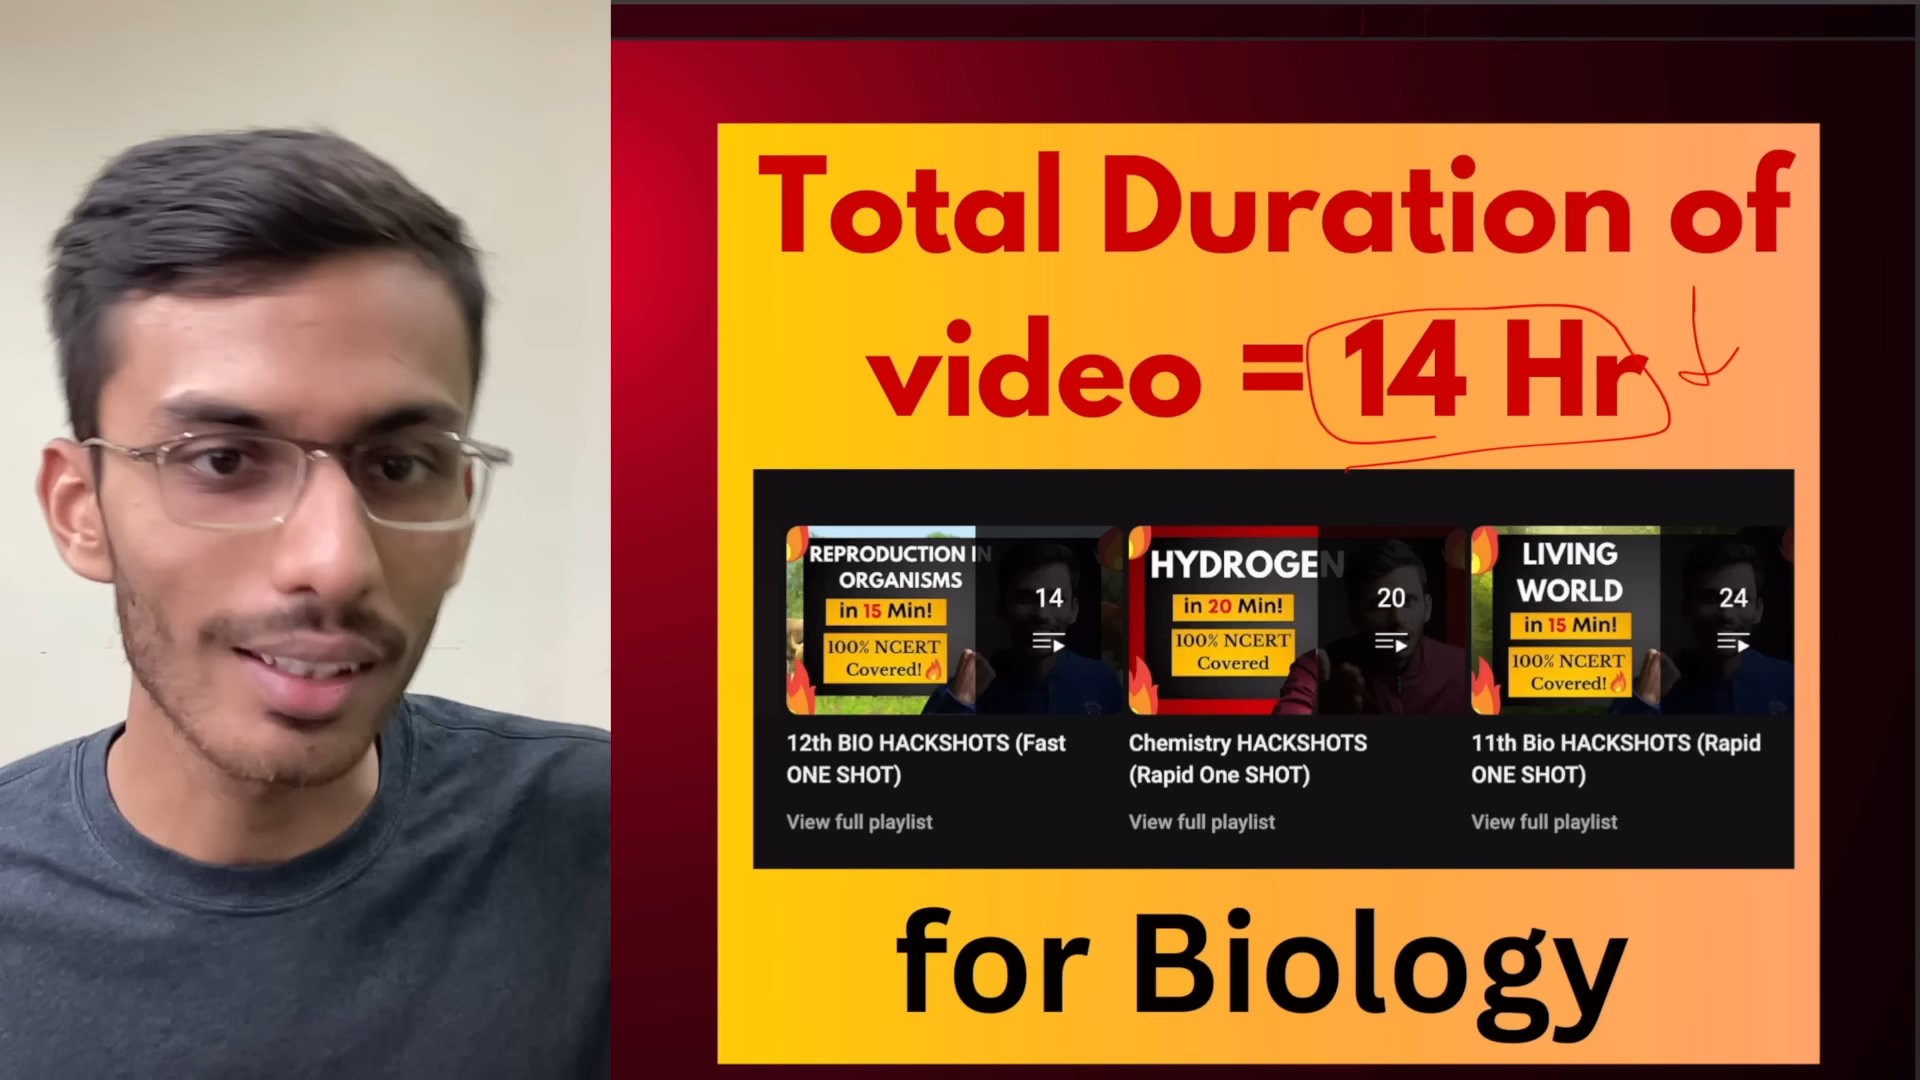 Total Duration of
video = 14 Hr
REPRODUCTION IN
ORGANISMS
in 15 Min!
100% NCERT
Covered!
14
HYDROGEN
in 20 Min!
100% NCERT
Covered
20
LIVING
WORLD
in 15 Min!
100% NCERT
Covered!
24
12th BIO HACKSHOTS (Fast
ONE SHOT)
View full playlist
Chemistry HACKSHOTS
(Rapid One SHOT)
View full playlist
11th Bio HACKSHOTS (Rapid
ONE SHOT)
View full playlist
for Biology